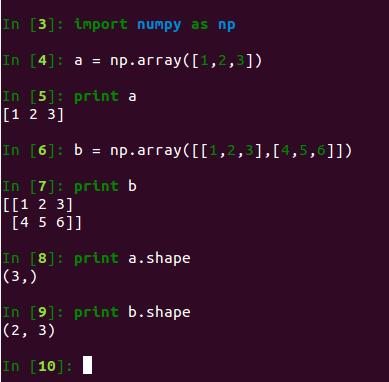 In [3]: import numpy as np
In [4]: a = np.array([1,2,3])
In [5]: print a
[1 2 3]
In [6]: b = np.array([[1,2,3],[4,5,6]])
In [7]: print b
[[1 2 3]
 [4 5 6]]
In [8]: print a.shape
(3,)
In [9]: print b.shape
(2, 3)
In [10]: